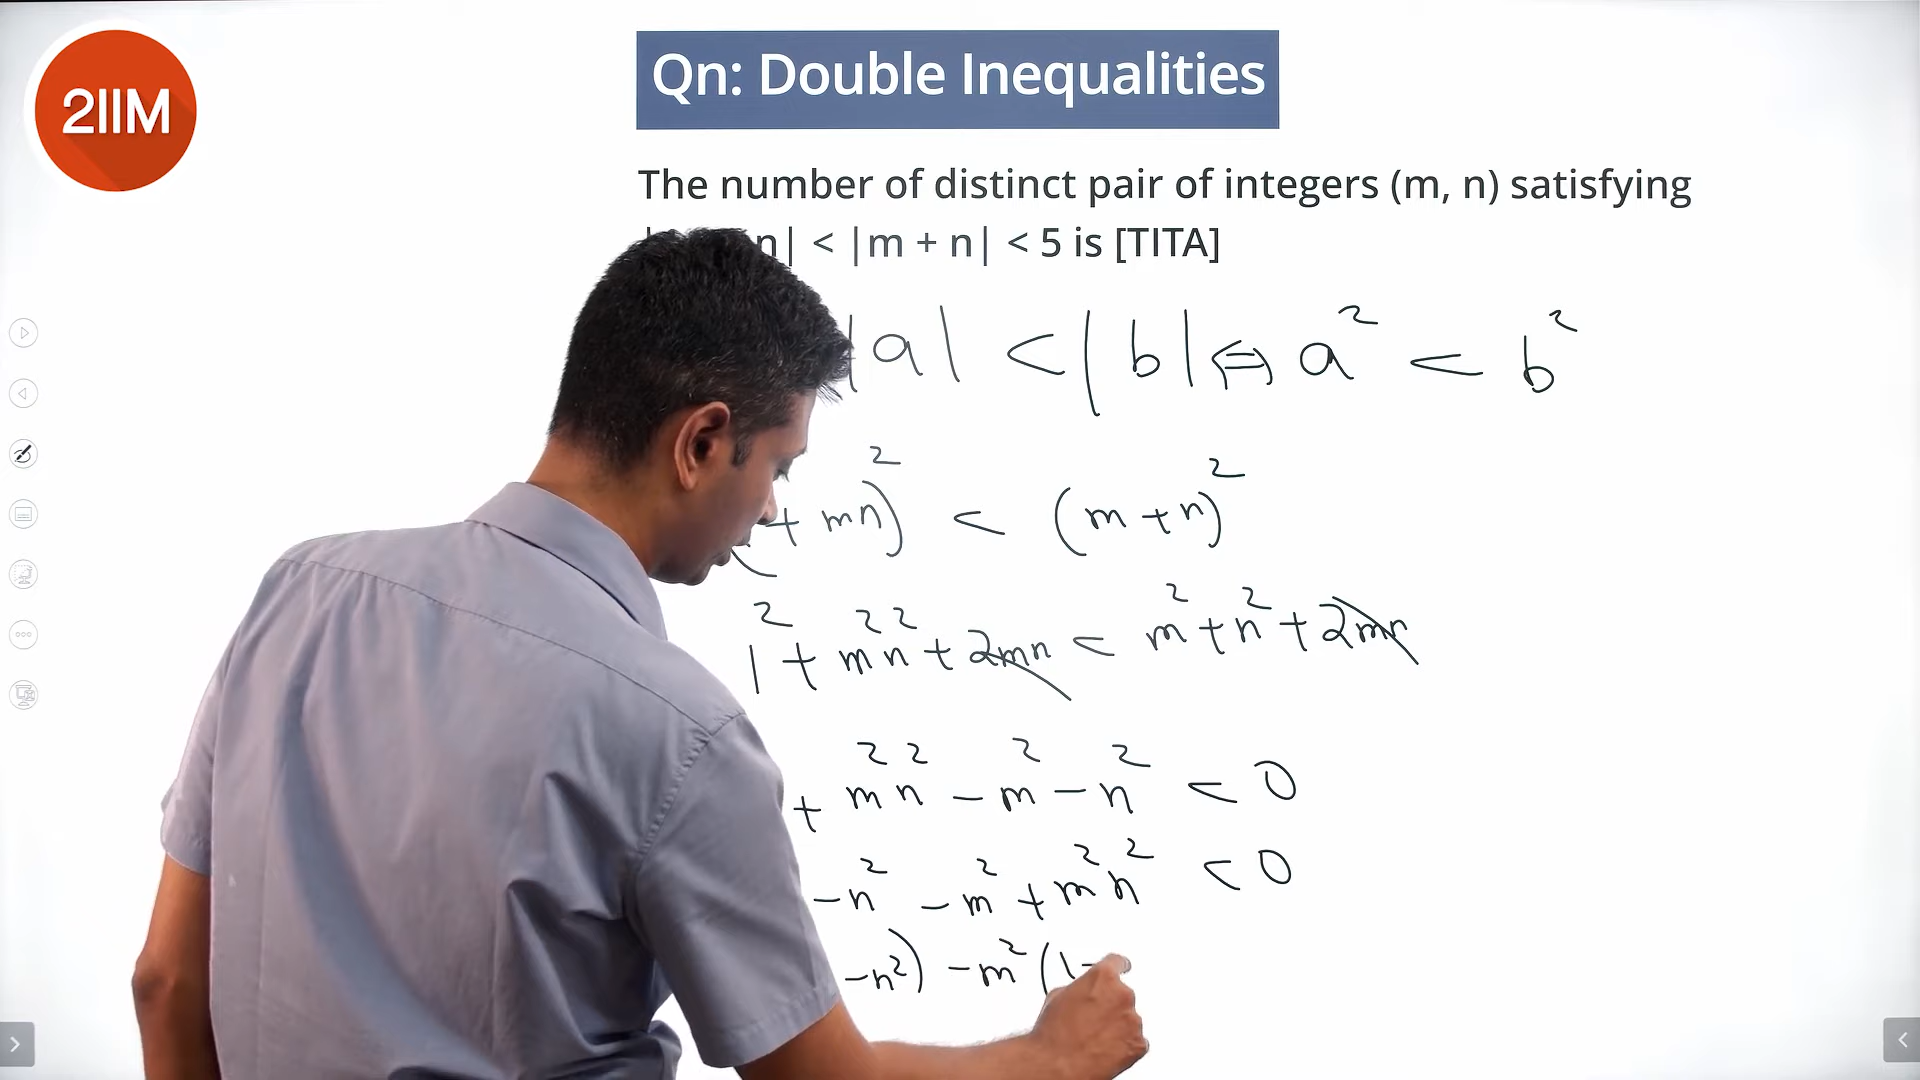 2IIM
Qn: Double Inequalities
The number of distinct pair of integers (m, n) satisfying
n| < |m + n| < 5 is [TITA]
|a| < |b| ⇔ a² < b²
+ mn)² < (m + n)²
1² + m²n² + 2mn < m² + n² + 2mn
+ m²n² − m² − n² < 0
− n² − m² + m²n² < 0
− n²) − m² (1 −